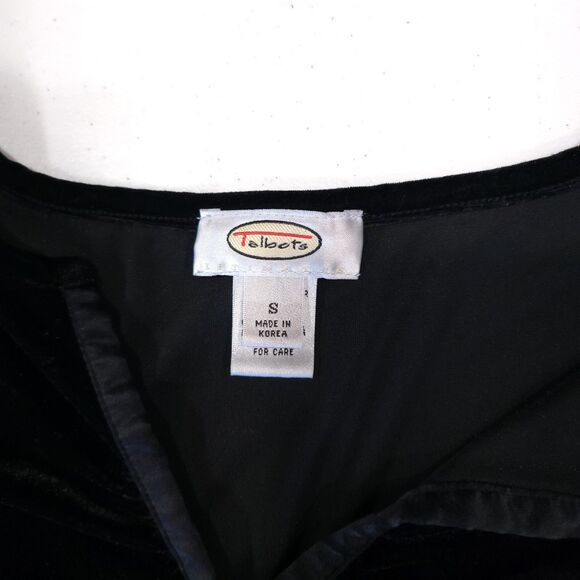 Talbots
S
MADE IN
KOREA
FOR CARE